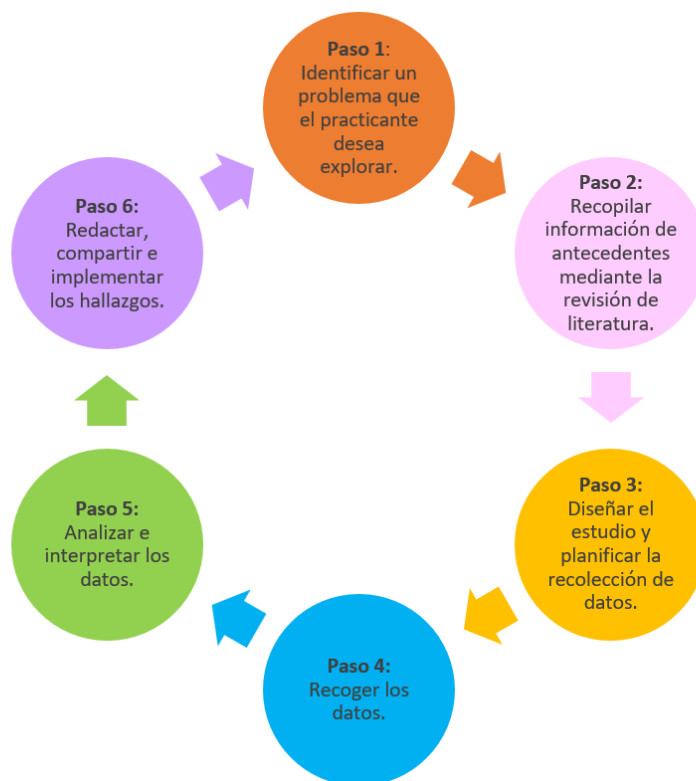 Paso 1:
Identificar un
problema que
el practicante
desea
explorar.
Paso 2:
Recopilar
información de
antecedentes
mediante la
revisión de
literatura.
Paso 3:
Diseñar el
estudio y
planificar la
recolección de
datos.
Paso 4:
Recoger los
datos.
Paso 5:
Analizar e
interpretar los
datos.
Paso 6:
Redactar,
compartir e
implementar
los hallazgos.